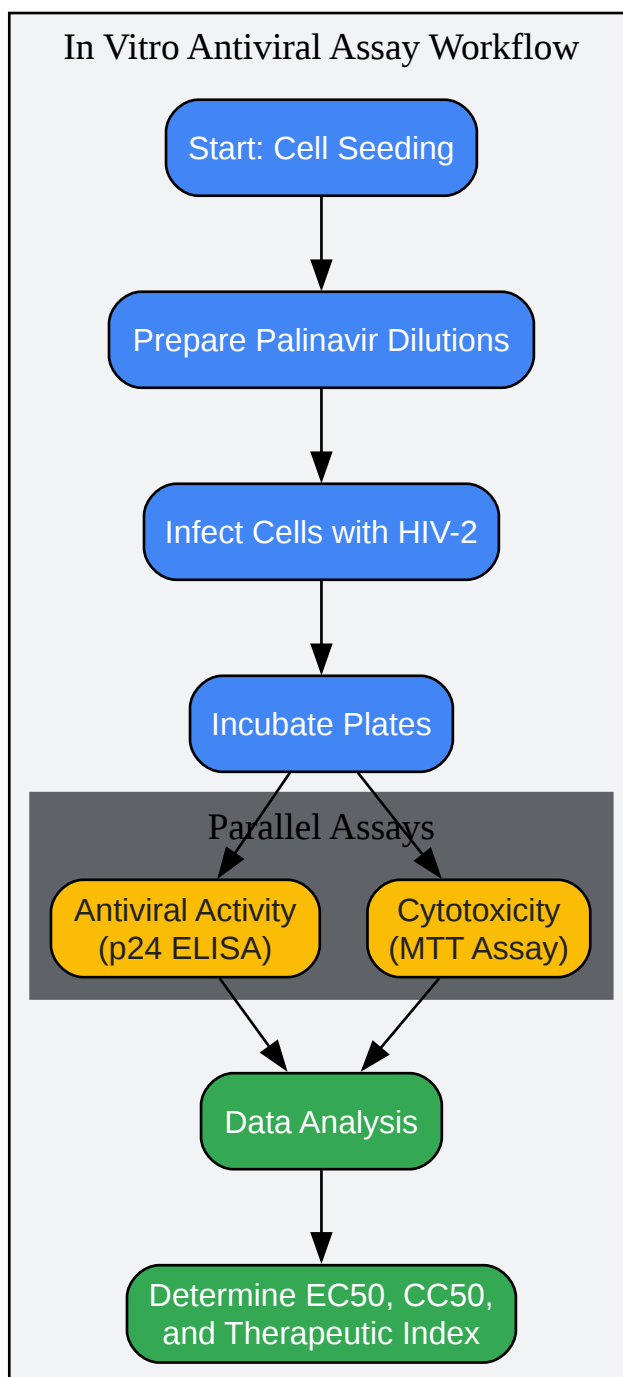 In Vitro Antiviral Assay Workflow
Start: Cell Seeding
Prepare Palinavir Dilutions
Infect Cells with HIV-2
Incubate Plates
Parallel Assays
Antiviral Activity
(p24 ELISA)
Cytotoxicity
(MTT Assay)
Data Analysis
Determine EC50, CC50,
and Therapeutic Index